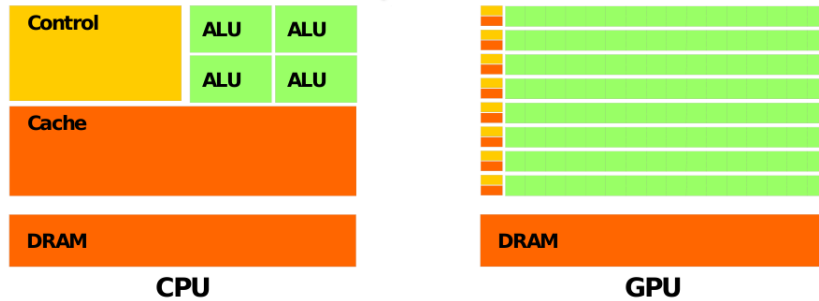 Control
ALU ALU
ALU ALU
Cache
DRAM
CPU
DRAM
GPU